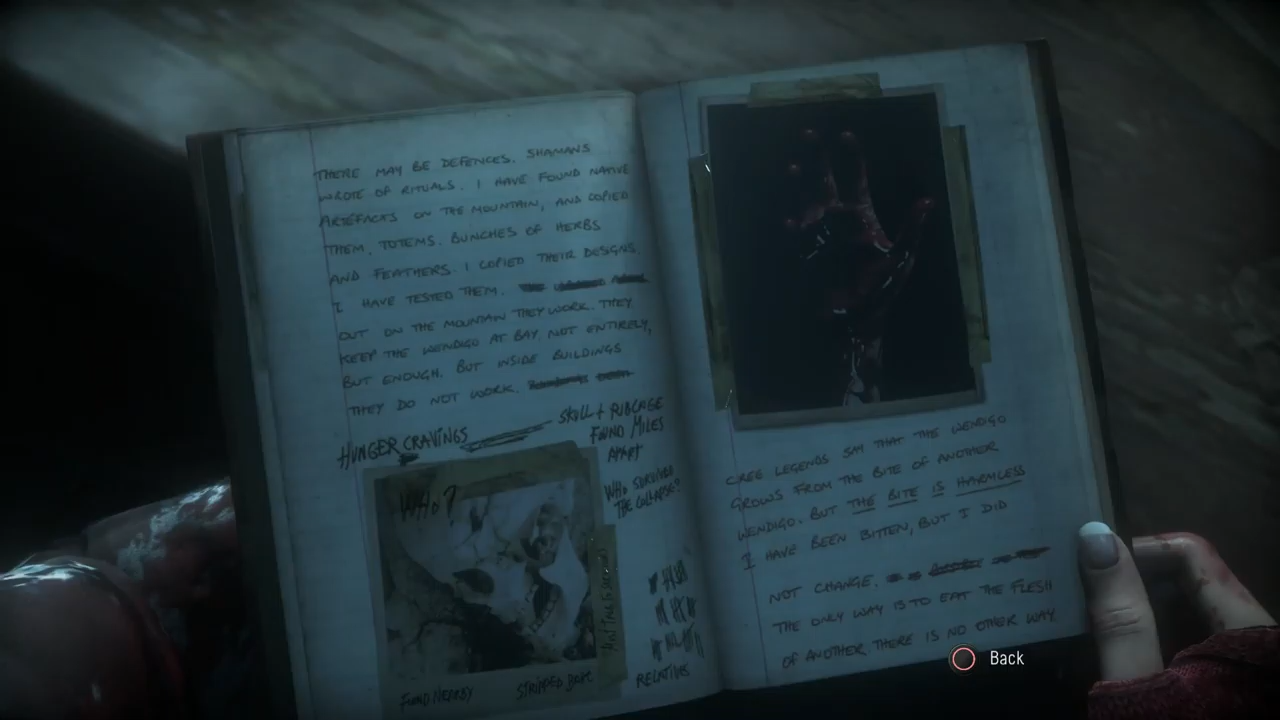 THERE MAY BE DEFENCES. SHAMANS
WROTE OF RITUALS. I HAVE FOUND NATIVE
ARTEFACTS ON THE MOUNTAIN, AND COPIED
THEM. TOTEMS. BUNCHES OF HERBS
AND FEATHERS. I COPIED THEIR DESIGNS.
I HAVE TESTED THEM.
OUT ON THE MOUNTAIN THEY WORK. THEY
KEEP THE WENDIGO AT BAY. NOT ENTIRELY,
BUT ENOUGH. BUT INSIDE BUILDINGS
THEY DO NOT WORK.
HUNGER CRAVINGS
SKULL + RIBCAGE
FOUND MILES
APART
WHO SURVIVED
THE COLLAPSE?
WHO?
RELATIVE
FOUND NEARBY
STRIPPED BARE
CREE LEGENDS SAY THAT THE WENDIGO
GROWS FROM THE BITE OF ANOTHER
WENDIGO. BUT THE BITE IS HARMLESS
I HAVE BEEN BITTEN, BUT I DID
NOT CHANGE.
THE ONLY WAY IS TO EAT THE FLESH
OF ANOTHER. THERE IS NO OTHER WAY.
Back